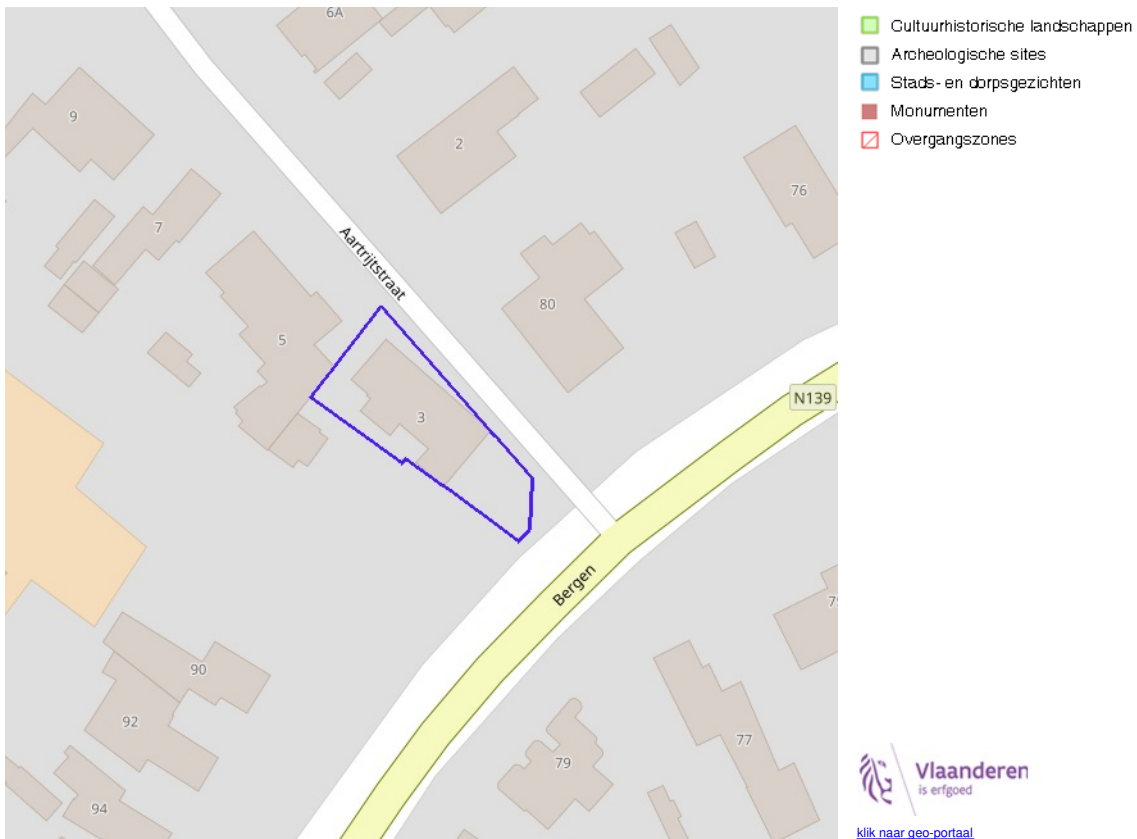 6A
9
2
76
7
Aartrijtstraat
80
5
3
N139
Bergen
90
92
79
77
94
Cultuurhistorische landschappen
Archeologische sites
Stads- en dorpsgezichten
Monumenten
Overgangszones
Vlaanderen
is erfgoed
klik naar geo-portaal